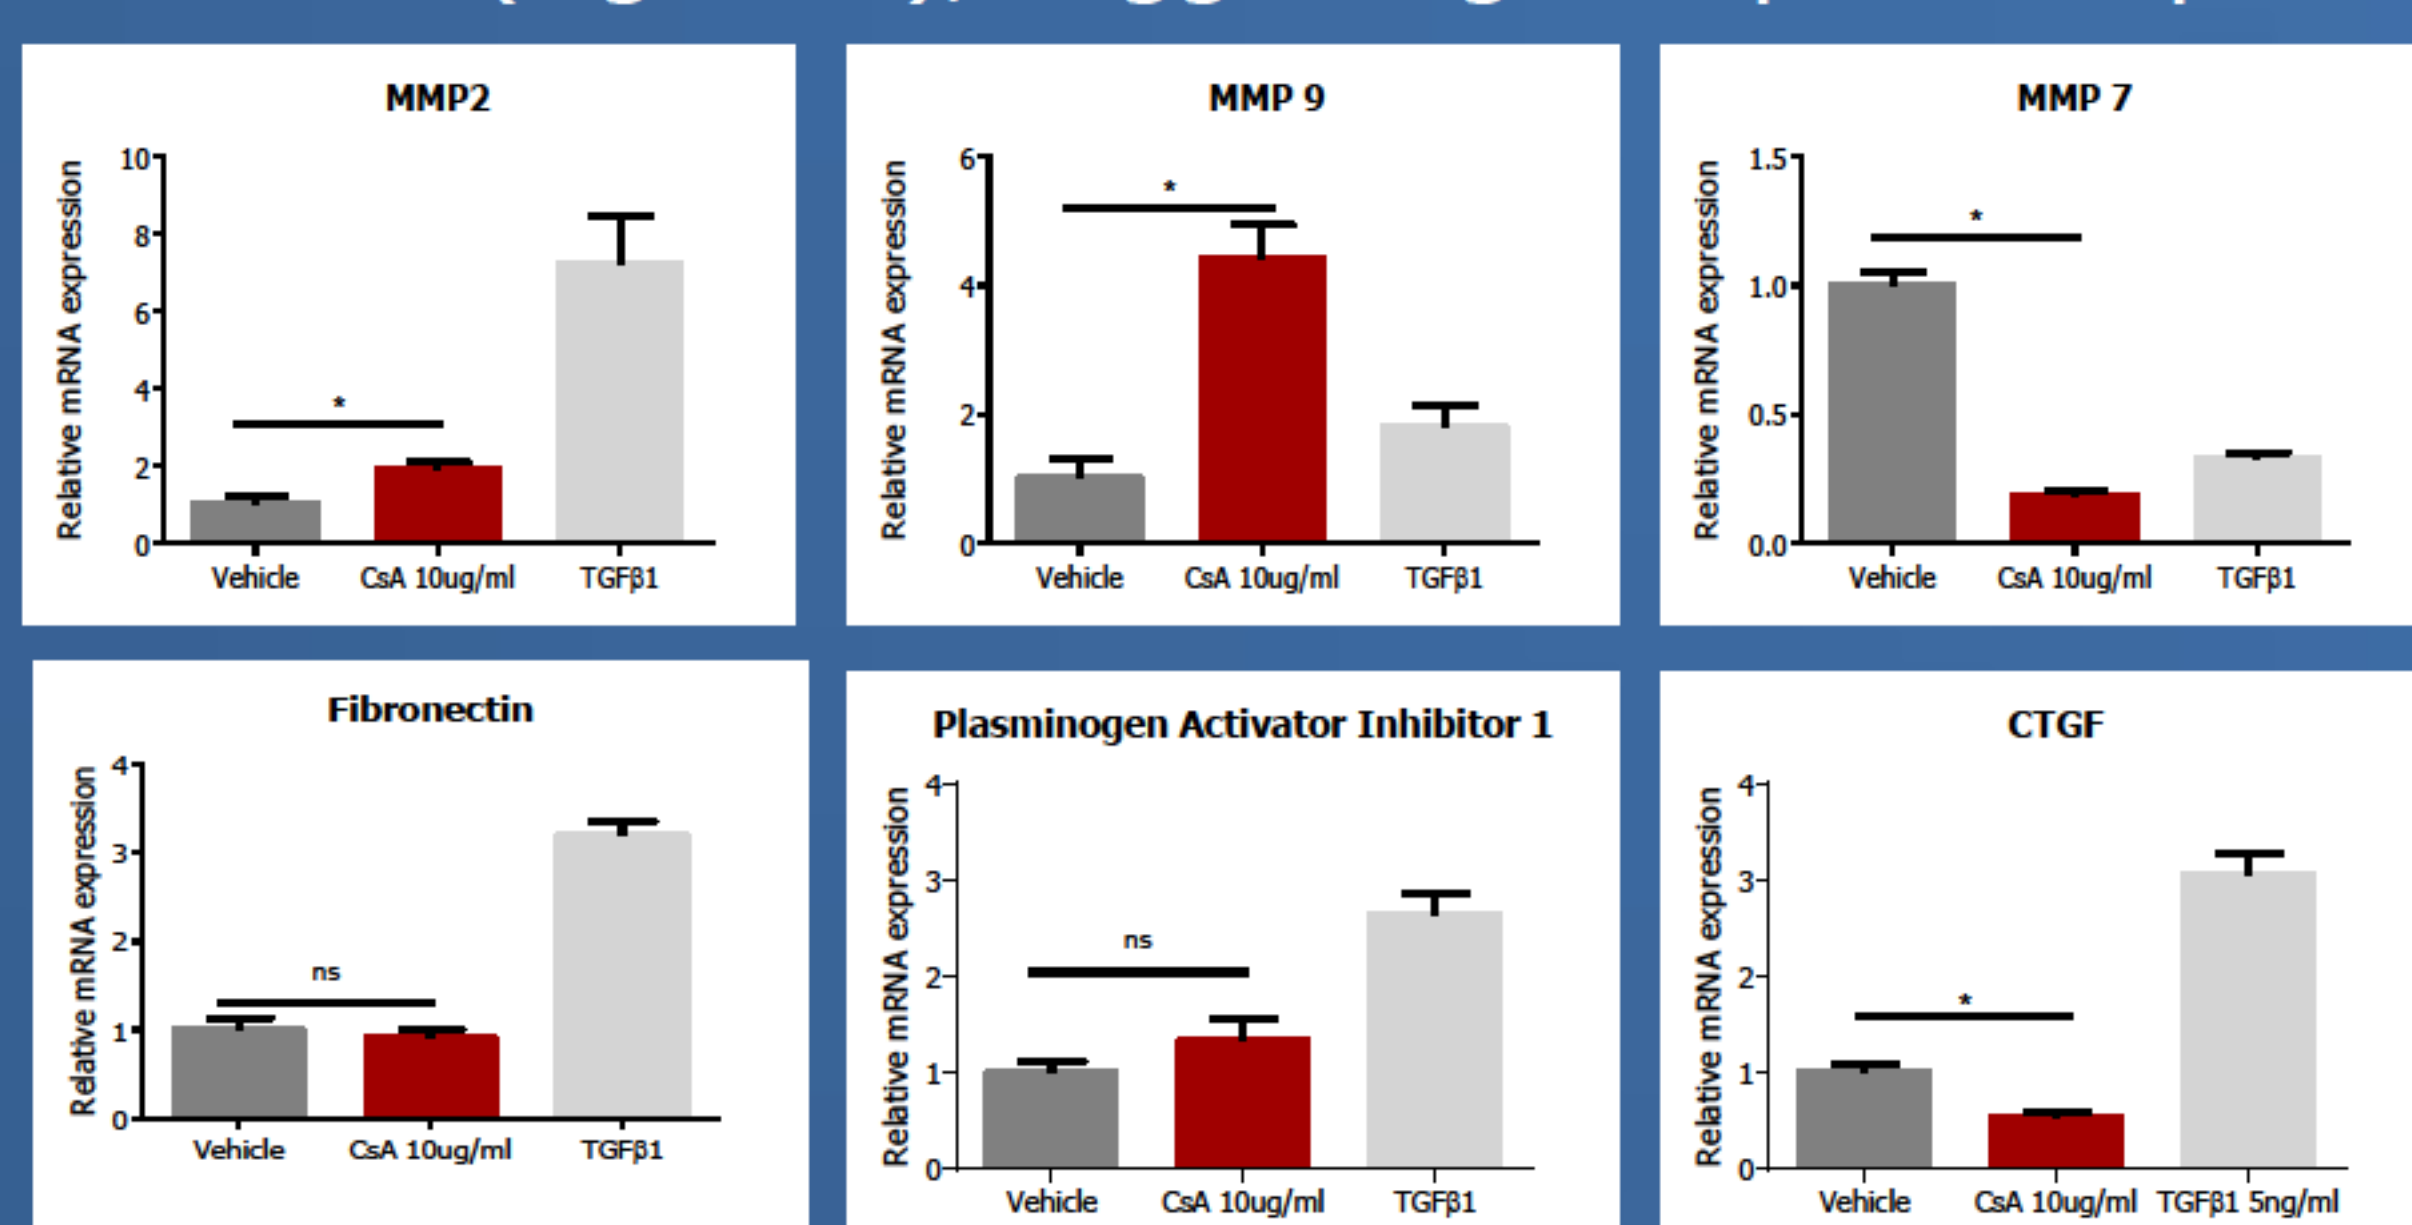 MMP2
Relative mRNA expression
10
8
6
4
2
0
*
Vehicle
CsA 10ug/ml
TGFβ1
MMP 9
Relative mRNA expression
6
4
2
0
*
Vehicle
CsA 10ug/ml
TGFβ1
MMP 7
Relative mRNA expression
1.5
1.0
0.5
0.0
*
Vehicle
CsA 10ug/ml
TGFβ1
Fibronectin
Relative mRNA expression
4
3
2
1
0
ns
Vehicle
CsA 10ug/ml
TGFβ1
Plasminogen Activator Inhibitor 1
Relative mRNA expression
4
3
2
1
0
ns
Vehicle
CsA 10ug/ml
TGFβ1
CTGF
Relative mRNA expression
4
3
2
1
0
*
Vehicle
CsA 10ug/ml
TGFβ1 5ng/ml